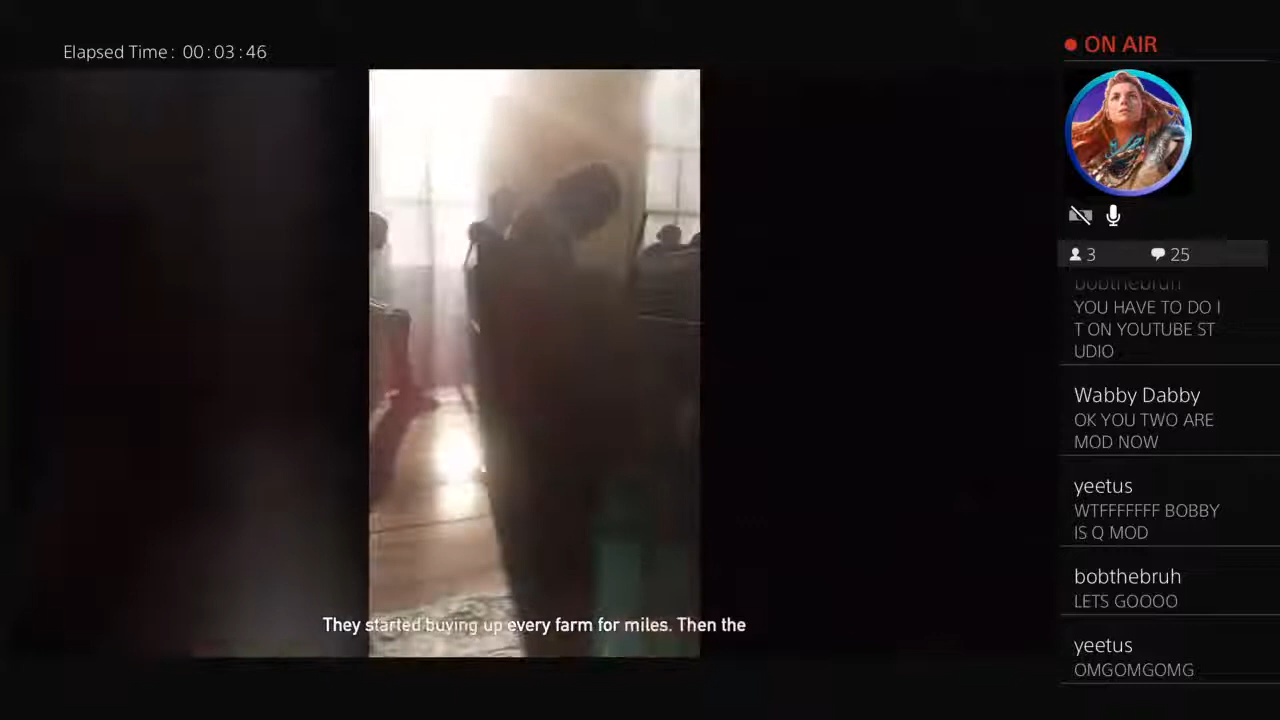 Elapsed Time: 00:03:46
ON AIR
3
25
bobthebruh
YOU HAVE TO DO I
T ON YOUTUBE ST
UDIO
Wabby Dabby
OK YOU TWO ARE
MOD NOW
yeetus
WTFFFFFFF BOBBY
IS Q MOD
bobthebruh
LETS GOOOO
yeetus
OMGOMGOMG
They started buying up every farm for miles. Then the